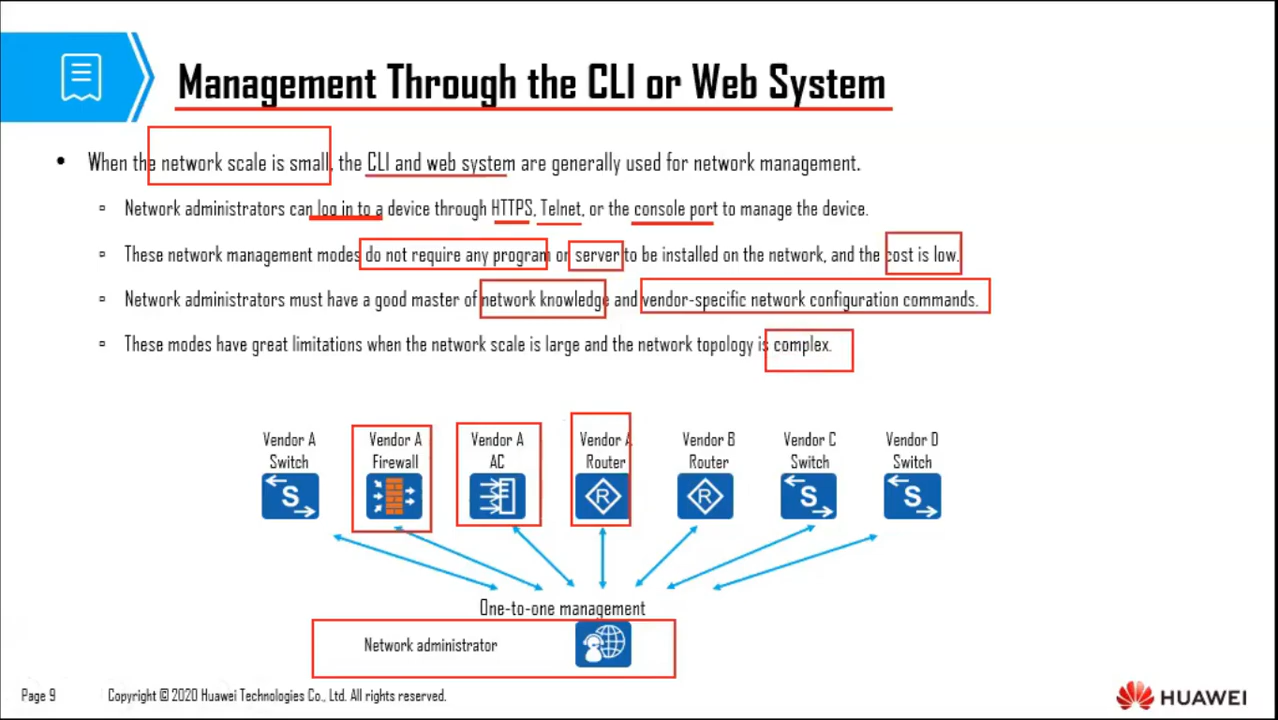 Management Through the CLI or Web System
• When the network scale is small, the CLI and web system are generally used for network management.
▫ Network administrators can log in to a device through HTTPS, Telnet, or the console port to manage the device.
▫ These network management modes do not require any program or server to be installed on the network, and the cost is low.
▫ Network administrators must have a good master of network knowledge and vendor-specific network configuration commands.
▫ These modes have great limitations when the network scale is large and the network topology is complex.
Vendor A Switch
Vendor A Firewall
Vendor A AC
Vendor A Router
Vendor B Router
Vendor C Switch
Vendor D Switch
S
R
R
S
S
One-to-one management
Network administrator
Page 9
Copyright © 2020 Huawei Technologies Co., Ltd. All rights reserved.
HUAWEI